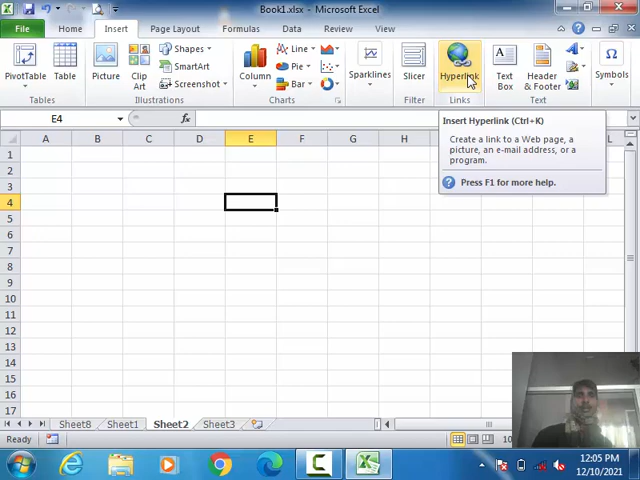 Book1.xlsx - Microsoft Excel
File Home Insert Page Layout Formulas Data Review View
PivotTable
Table
Tables
Picture
Clip
Art
Shapes
SmartArt
Screenshot
Illustrations
Column
Line
Pie
Charts
Sparklines
Slicer
Filter
Hyperlink
Links
Text
Box
Header
& Footer
Text
Symbols
E4 fx
Insert Hyperlink (Ctrl+K)
Create a link to a Web page, a
picture, an e-mail address, or a
program.
Press F1 for more help.
A B C D E F G H L
1
2
3
4
5
6
7
8
9
10
11
12
13
14
15
16
17
Sheet8 Sheet1 Sheet2 Sheet3
Ready
12:05 PM
12/10/2021